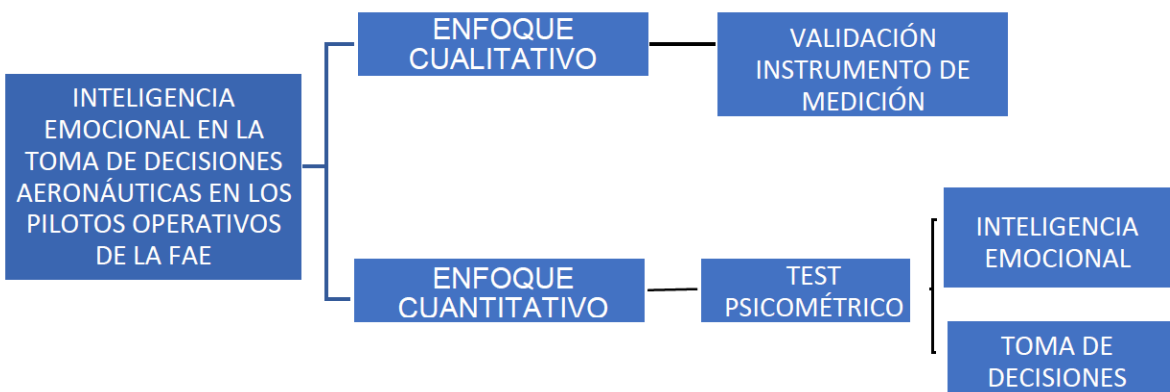 INTELIGENCIA
EMOCIONAL EN LA
TOMA DE DECISIONES
AERONÁUTICAS EN LOS
PILOTOS OPERATIVOS
DE LA FAE
ENFOQUE
CUALITATIVO
VALIDACIÓN
INSTRUMENTO DE
MEDICIÓN
ENFOQUE
CUANTITATIVO
TEST
PSICOMÉTRICO
INTELIGENCIA
EMOCIONAL
TOMA DE
DECISIONES